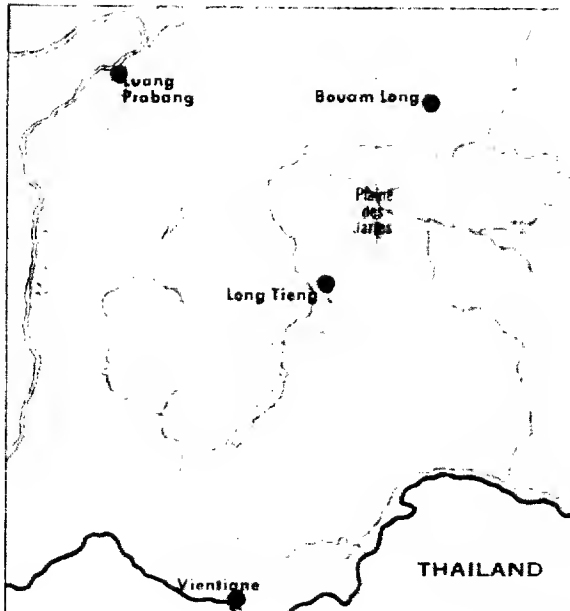 Luang
Prabang
Bouam Long
Plaine
des
Jarres
Long Tieng
THAILAND
Vientiane